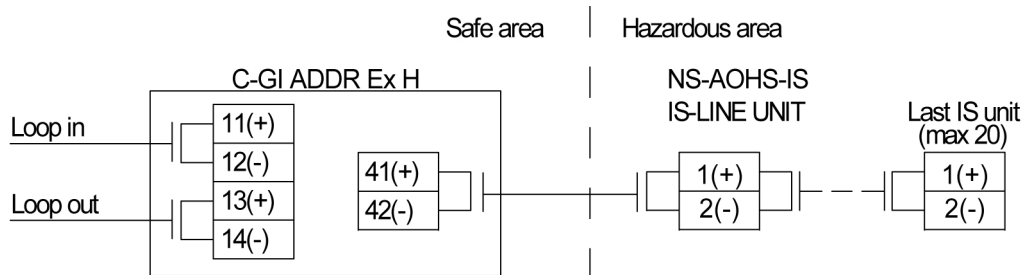 Safe area
Hazardous area
C-GI ADDR Ex H
NS-AOHS-IS
IS-LINE UNIT
Last IS unit
(max 20)
Loop in
11(+)
12(-)
Loop out
13(+)
14(-)
41(+)
42(-)
1(+)
2(-)
1(+)
2(-)